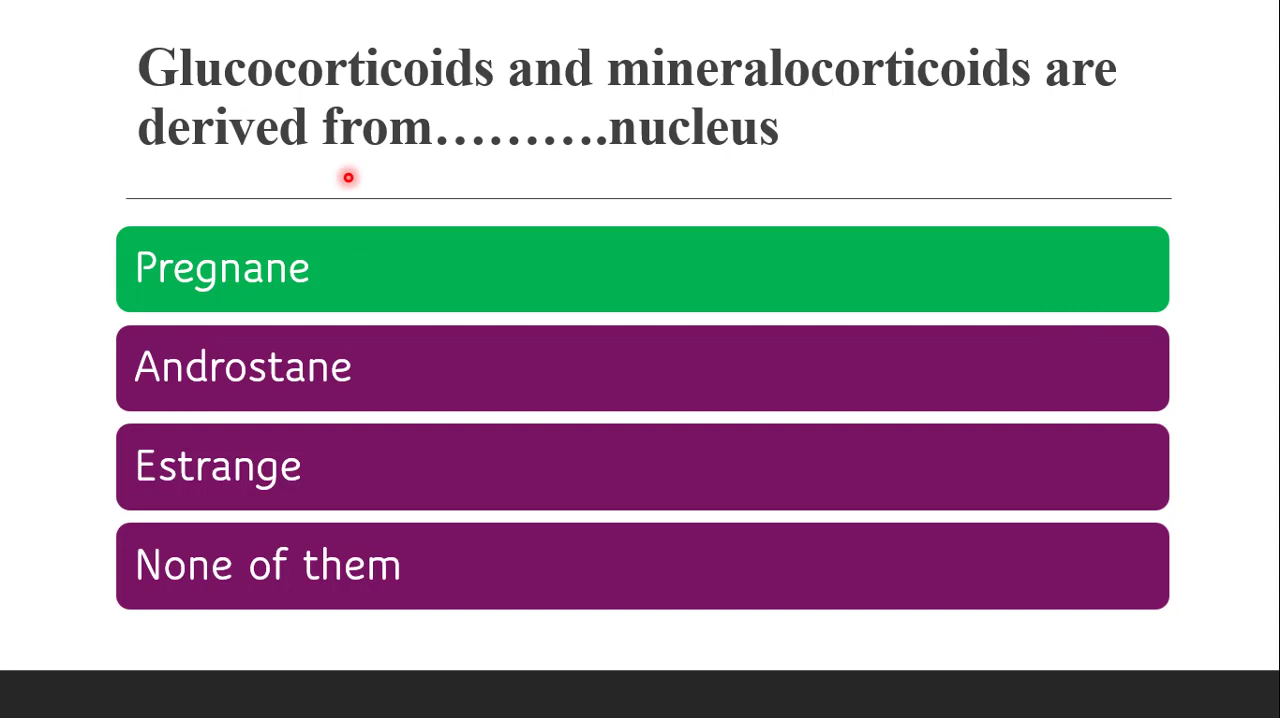 Glucocorticoids and mineralocorticoids are
derived from……….nucleus
Pregnane
Androstane
Estrange
None of them